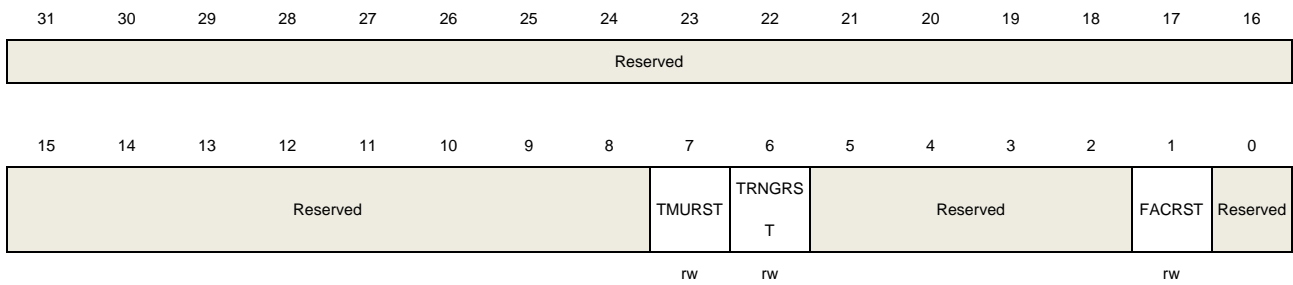 31 30 29 28 27 26 25 24 23 22 21 20 19 18 17 16
Reserved
15 14 13 12 11 10 9 8 7 6 5 4 3 2 1 0
Reserved TMURST TRNGRS
T Reserved FACRST Reserved
rw rw rw